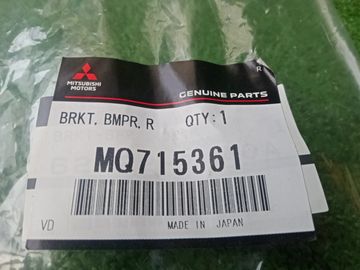 MITSUBISHI
MOTORS
GENUINE PARTS
BRKT. BMPR. R QTY:1
MQ715361
VD MADE IN JAPAN